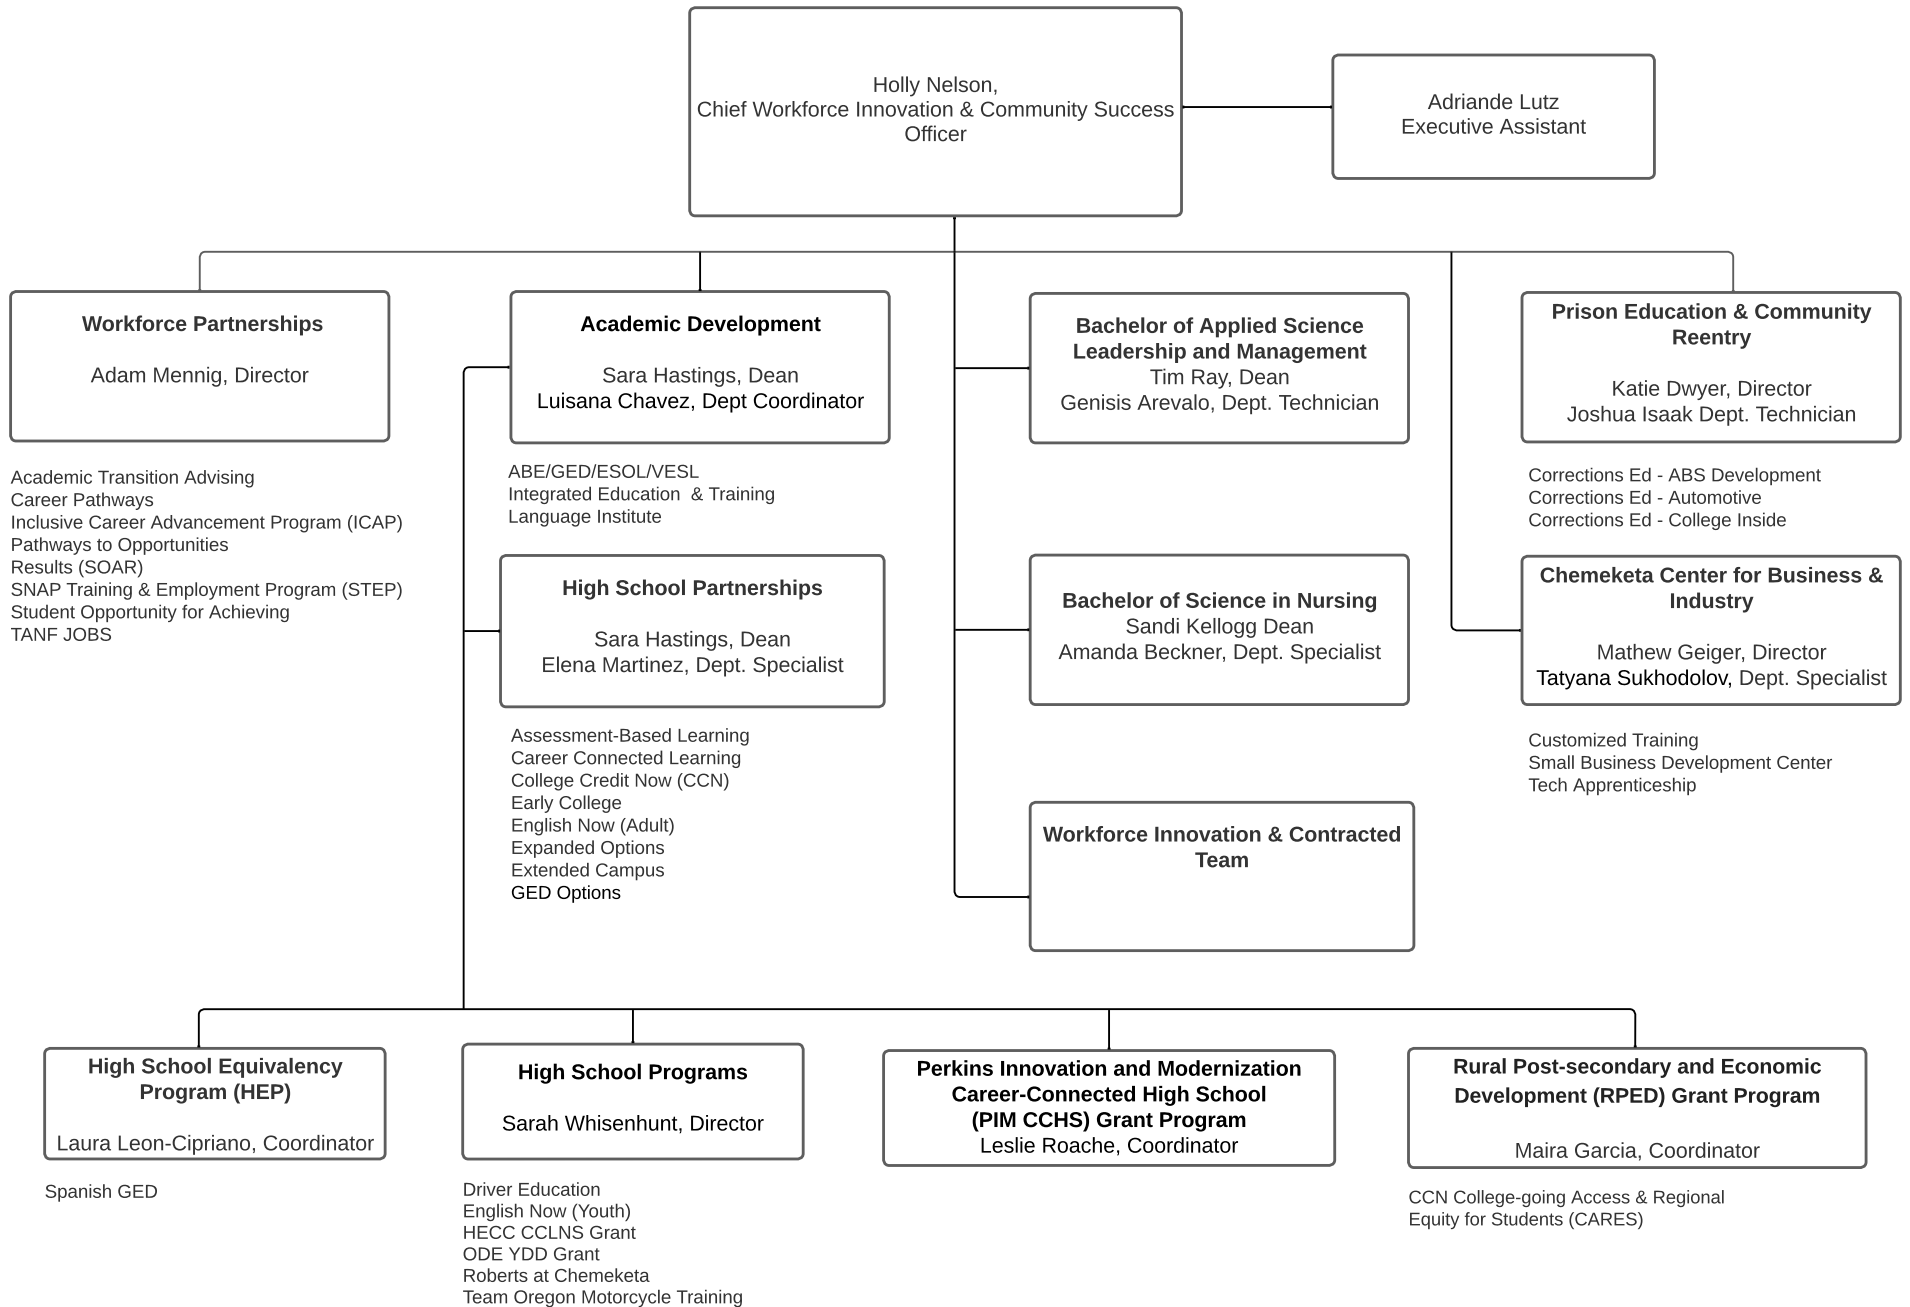 Holly Nelson,
Chief Workforce Innovation & Community Success
Officer
Adriande Lutz
Executive Assistant
Workforce Partnerships
Adam Mennig, Director
Academic Transition Advising
Career Pathways
Inclusive Career Advancement Program (ICAP)
Pathways to Opportunities
Results (SOAR)
SNAP Training & Employment Program (STEP)
Student Opportunity for Achieving
TANF JOBS
Academic Development
Sara Hastings, Dean
Luisana Chavez, Dept Coordinator
ABE/GED/ESOL/VESL
Integrated Education  & Training
Language Institute
High School Partnerships
Sara Hastings, Dean
Elena Martinez, Dept. Specialist
Assessment-Based Learning
Career Connected Learning
College Credit Now (CCN)
Early College
English Now (Adult)
Expanded Options
Extended Campus
GED Options
Bachelor of Applied Science
Leadership and Management
Tim Ray, Dean
Genisis Arevalo, Dept. Technician
Bachelor of Science in Nursing
Sandi Kellogg Dean
Amanda Beckner, Dept. Specialist
Workforce Innovation & Contracted
Team
Prison Education & Community
Reentry
Katie Dwyer, Director
Joshua Isaak Dept. Technician
Corrections Ed - ABS Development
Corrections Ed - Automotive
Corrections Ed - College Inside
Chemeketa Center for Business &
Industry
Mathew Geiger, Director
Tatyana Sukhodolov, Dept. Specialist
Customized Training
Small Business Development Center
Tech Apprenticeship
High School Equivalency
Program (HEP)
Laura Leon-Cipriano, Coordinator
Spanish GED
High School Programs
Sarah Whisenhunt, Director
Driver Education
English Now (Youth)
HECC CCLNS Grant
ODE YDD Grant
Roberts at Chemeketa
Team Oregon Motorcycle Training
Perkins Innovation and Modernization
Career-Connected High School
(PIM CCHS) Grant Program
Leslie Roache, Coordinator
Rural Post-secondary and Economic
Development (RPED) Grant Program
Maira Garcia, Coordinator
CCN College-going Access & Regional
Equity for Students (CARES)